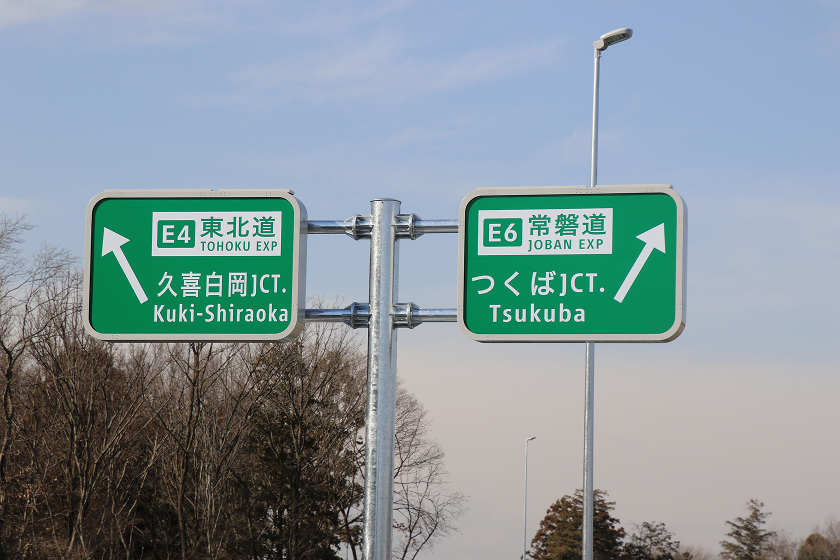 E4 東北道
TOHOKU EXP
久喜白岡JCT.
Kuki-Shiraoka
E6 常磐道
JOBAN EXP
つくばJCT.
Tsukuba